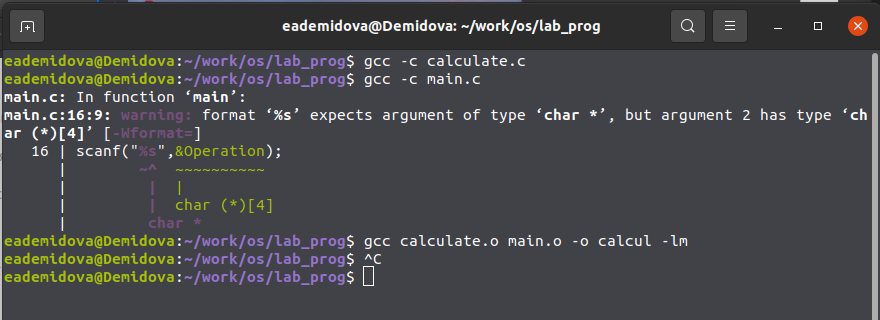 eademidova@Demidova: ~/work/os/lab_prog
eademidova@Demidova:~/work/os/lab_prog$ gcc -c calculate.c
eademidova@Demidova:~/work/os/lab_prog$ gcc -c main.c
main.c: In function ‘main’:
main.c:16:9: warning: format ‘%s’ expects argument of type ‘char *’, but argument 2 has type ‘ch
ar (*)[4]’ [-Wformat=]
   16 | scanf("%s",&Operation);
      |        ~^  ~~~~~~~~~~
      |         |  |
      |         |  char (*)[4]
      |         char *
eademidova@Demidova:~/work/os/lab_prog$ gcc calculate.o main.o -o calcul -lm
eademidova@Demidova:~/work/os/lab_prog$ ^C
eademidova@Demidova:~/work/os/lab_prog$